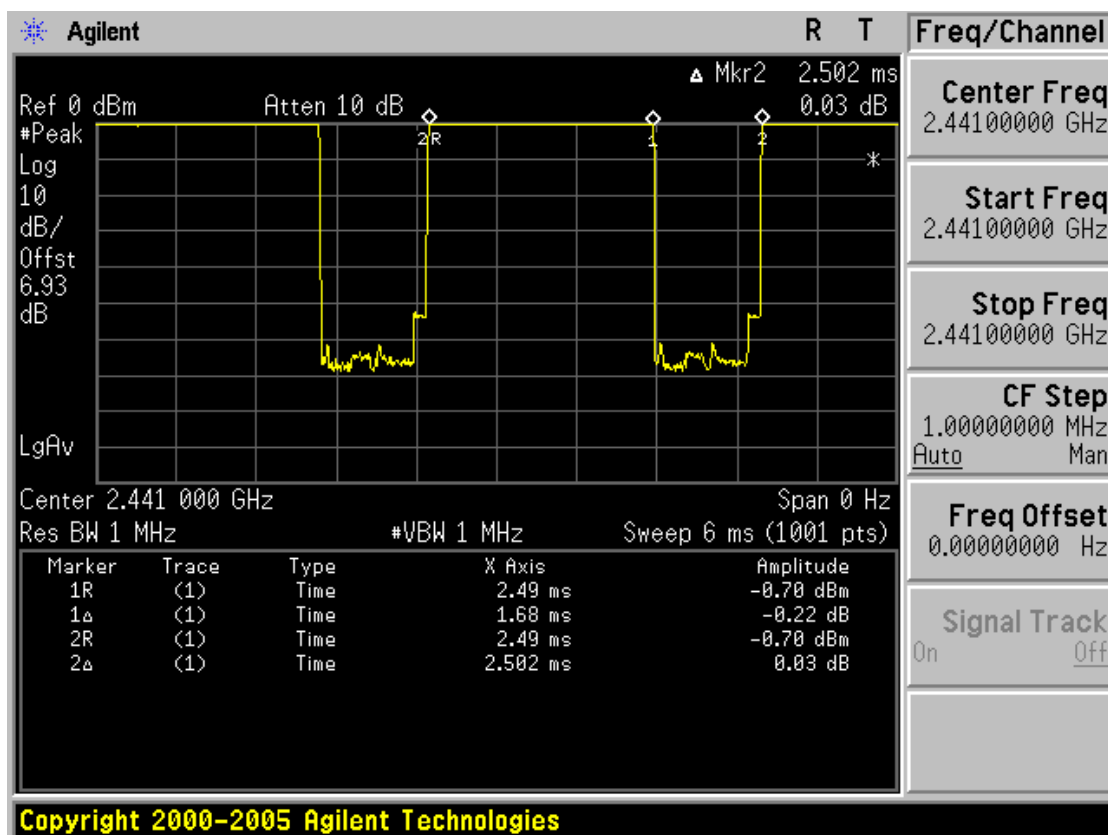 Agilent R T
Δ Mkr2 2.502 ms
Ref 0 dBm Atten 10 dB 0.03 dB
#Peak
Log
10
dB/
Offst
6.93
dB
LgAv
2R 1 2
*
Center 2.441 000 GHz Span 0 Hz
Res BW 1 MHz #VBW 1 MHz Sweep 6 ms (1001 pts)
Marker Trace Type X Axis Amplitude
1R (1) Time 2.49 ms -0.70 dBm
1Δ (1) Time 1.68 ms -0.22 dB
2R (1) Time 2.49 ms -0.70 dBm
2Δ (1) Time 2.502 ms 0.03 dB
Copyright 2000-2005 Agilent Technologies
Freq/Channel
Center Freq
2.44100000 GHz
Start Freq
2.44100000 GHz
Stop Freq
2.44100000 GHz
CF Step
1.00000000 MHz
Auto Man
Freq Offset
0.00000000 Hz
Signal Track
On Off